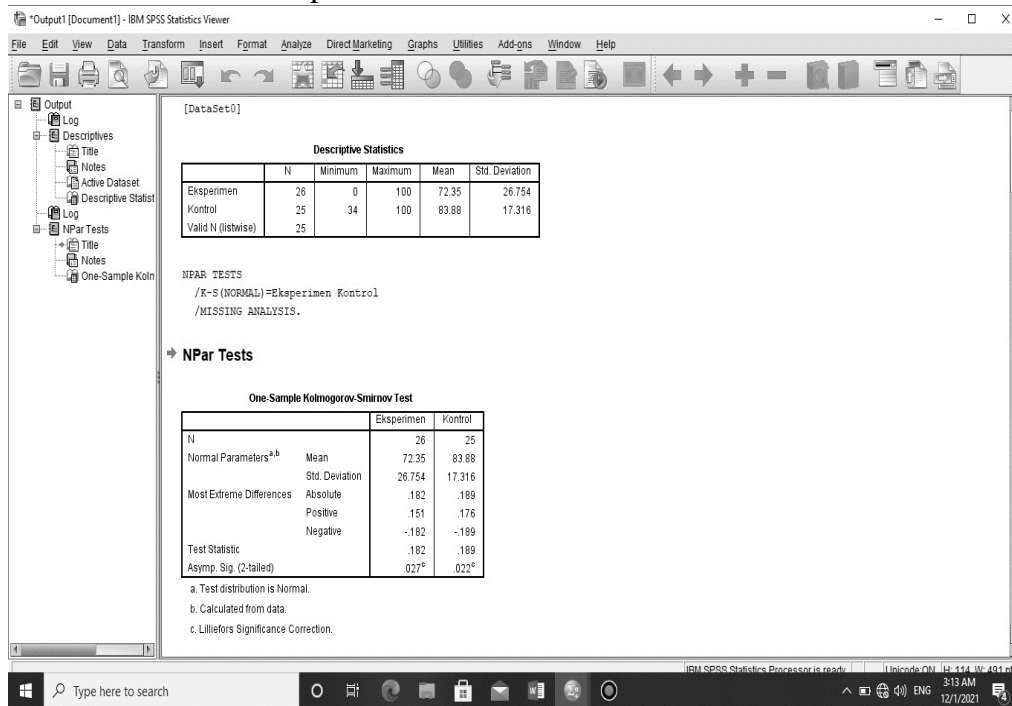 *Output1 [Document1] - IBM SPSS Statistics Viewer
File Edit View Data Transform Insert Format Analyze Direct Marketing Graphs Utilities Add-ons Window Help
Output
Log
Descriptives
Title
Notes
Active Dataset
Descriptive Statist
Log
NPar Tests
Title
Notes
One-Sample Kolm
[DataSet0]
Descriptive Statistics
N Minimum Maximum Mean Std. Deviation
Eksperimen 26 0 100 72.35 26.754
Kontrol 25 34 100 83.88 17.316
Valid N (listwise) 25
NPAR TESTS
/K-S(NORMAL)=Eksperimen Kontrol
/MISSING ANALYSIS.
NPar Tests
One-Sample Kolmogorov-Smirnov Test
Eksperimen Kontrol
N 26 25
Normal Parameters a,b Mean 72.35 83.88
Std. Deviation 26.754 17.316
Most Extreme Differences Absolute .182 .189
Positive .151 .176
Negative -.182 -.189
Test Statistic .182 .189
Asymp. Sig. (2-tailed) .027c .022c
a. Test distribution is Normal.
b. Calculated from data.
c. Lilliefors Significance Correction.
IBM SPSS Statistics Processor is ready Unicode:ON H: 114, W: 491 pt
Type here to search
ENG
3:13 AM
12/1/2021
4